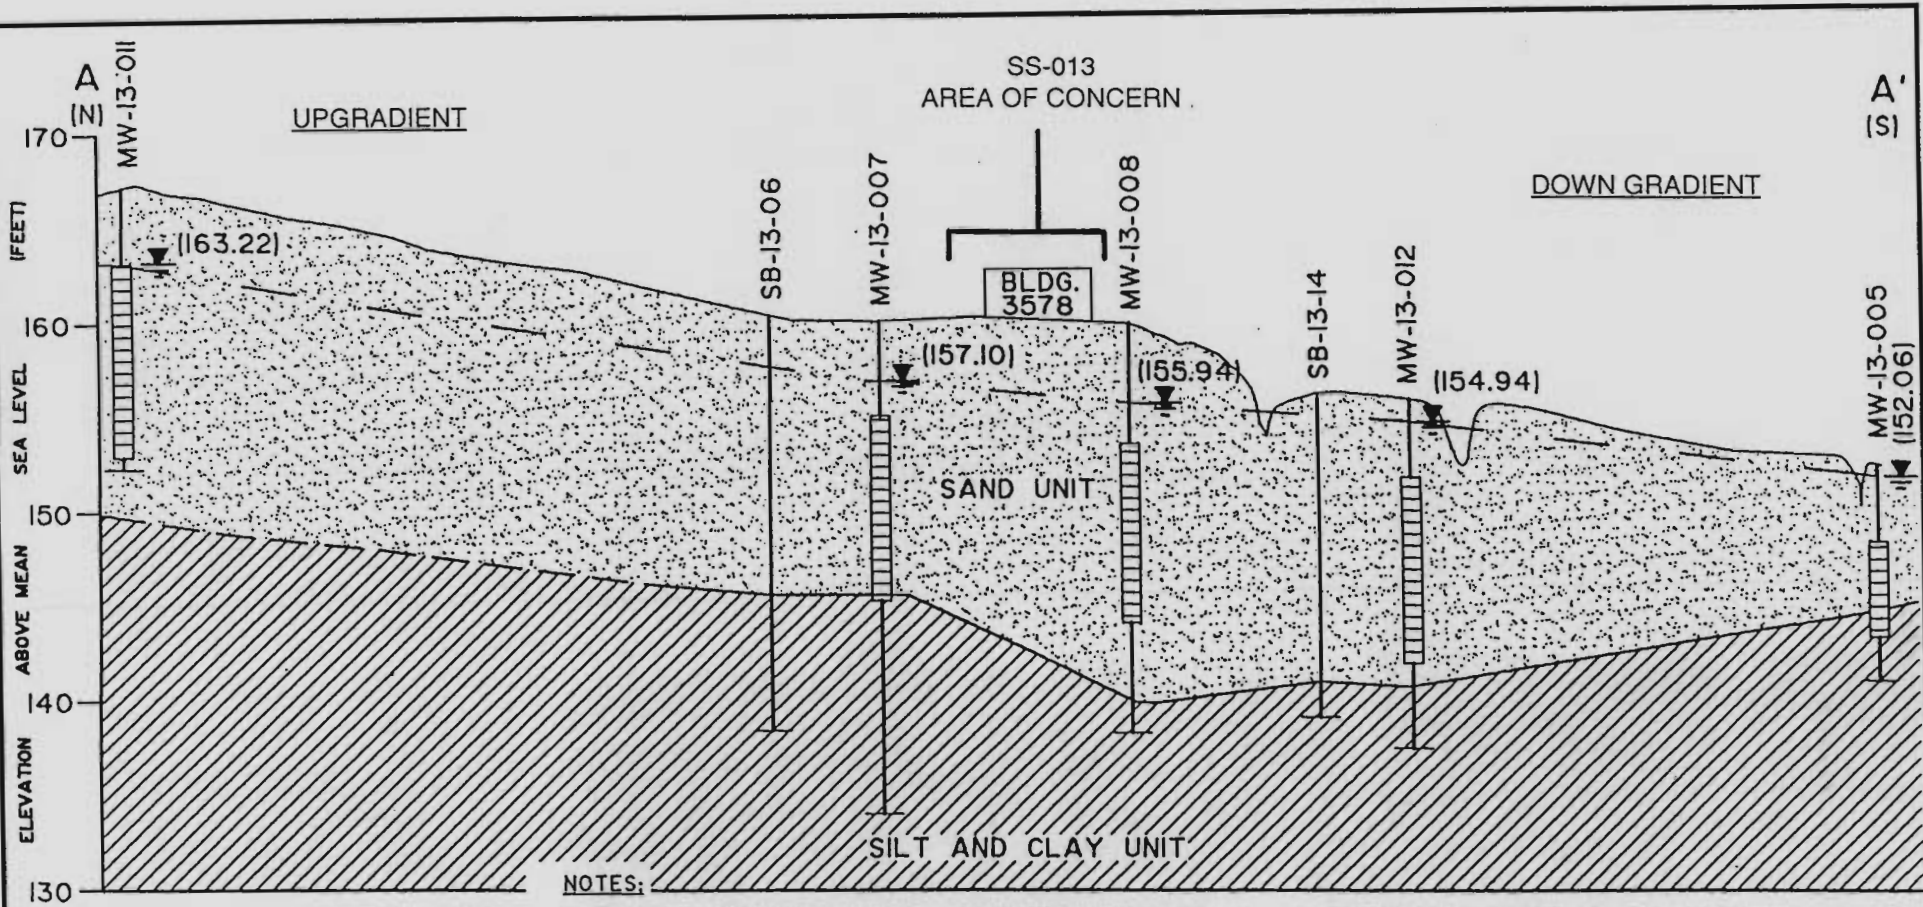 A
(N)
MW-13-011
UPGRADIENT
SS-013
AREA OF CONCERN
A'
(S)
DOWN GRADIENT
170
160
150
140
130
ELEVATION ABOVE MEAN SEA LEVEL (FEET)
(163.22)
SB-13-06
MW-13-007
(157.10)
BLDG.
3578
MW-13-008
(155.94)
SB-13-14
MW-13-012
(154.94)
MW-13-005
(152.06)
SAND UNIT
SILT AND CLAY UNIT
NOTES: